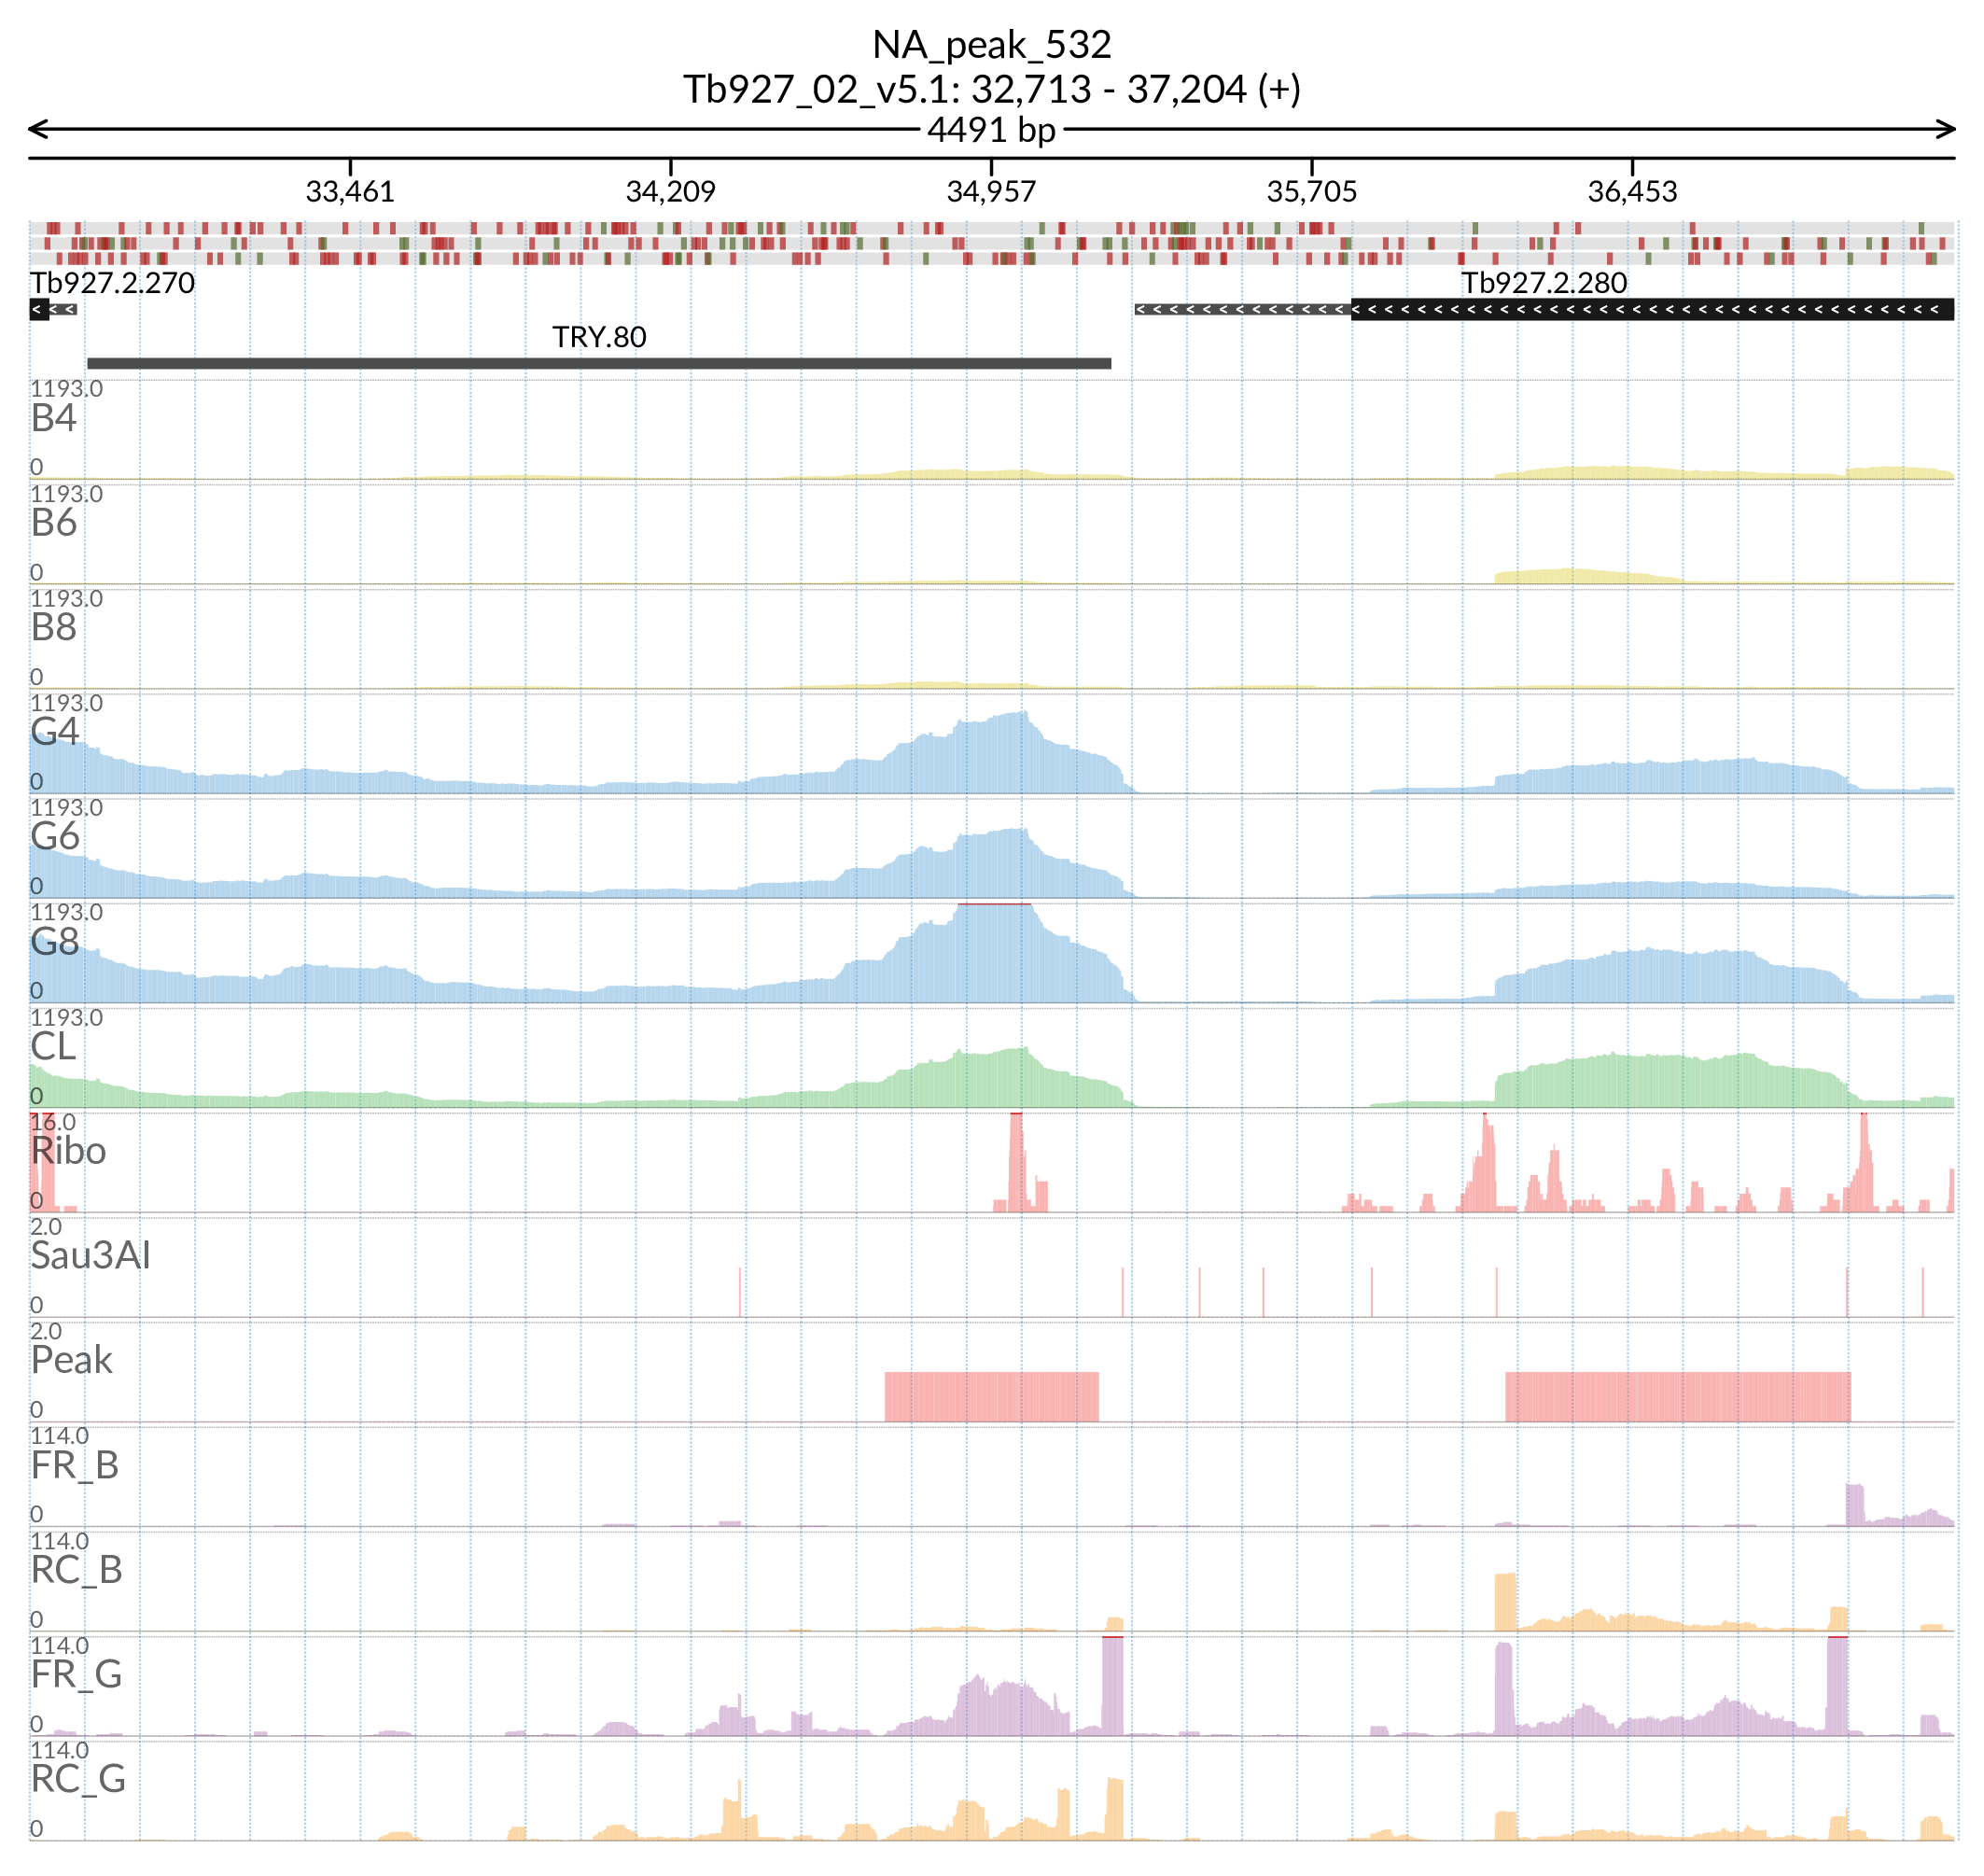 NA_peak_532
Tb927_02_v5.1: 32,713 - 37,204 (+)
4491 bp
33,461 34,209 34,957 35,705 36,453
Tb927.2.270 Tb927.2.280
TRY.80
1193.0
B4
0
1193.0
B6
0
1193.0
B8
0
1193.0
G4
0
1193.0
G6
0
1193.0
G8
0
1193.0
CL
0
16.0
Ribo
0
2.0
Sau3AI
0
2.0
Peak
0
114.0
FR_B
0
114.0
RC_B
0
114.0
FR_G
0
114.0
RC_G
0